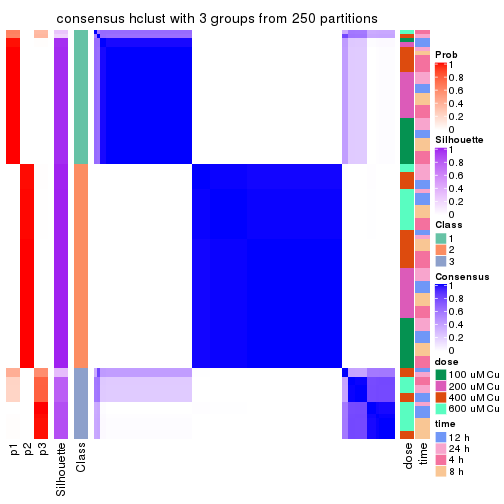 consensus hclust with 3 groups from 250 partitions
Prob
1
0.8
0.6
0.4
0.2
0
Silhouette
1
0.8
0.6
0.4
0.2
0
Class
1
2
3
Consensus
1
0.8
0.6
0.4
0.2
0
dose
100 uM Cu
200 uM Cu
400 uM Cu
600 uM Cu
time
12 h
24 h
4 h
8 h
p1
p2
p3
Silhouette
Class
dose
time